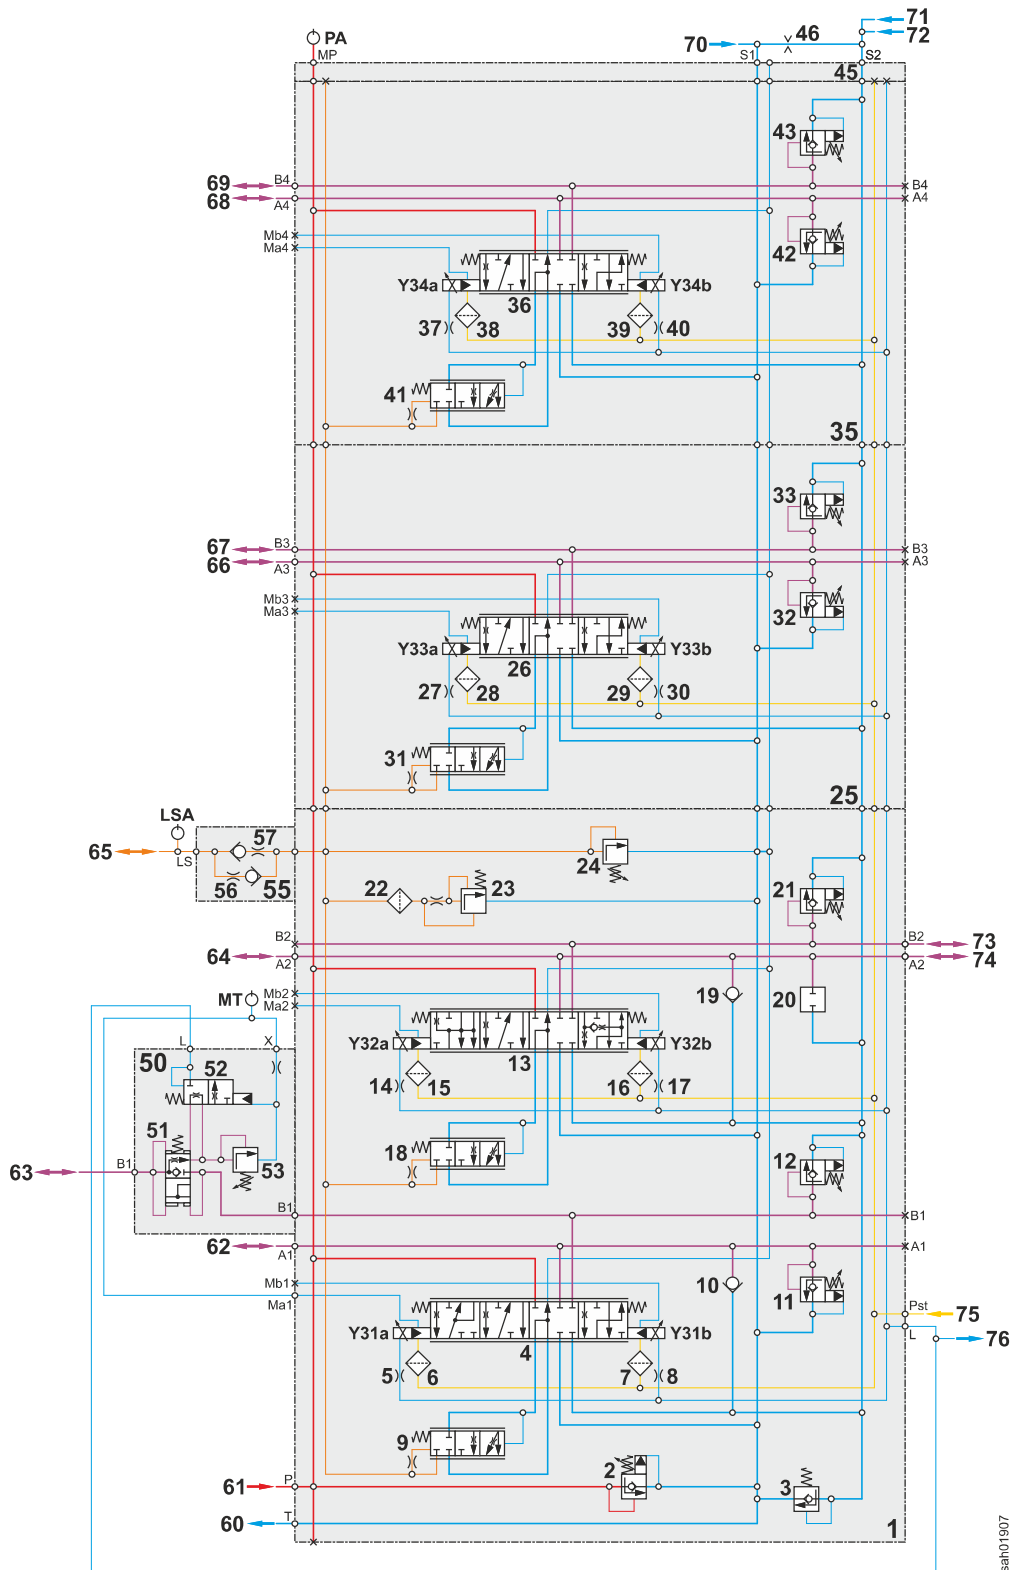 71
PA
46
70
72
MP
S1
S2
45
43
69
B4
B4
68
A4
A4
Mb4
Ma4
42
Y34a
Y34b
36
37
38
39
40
41
35
33
67
B3
B3
66
A3
A3
Mb3
Ma3
32
Y33a
Y33b
26
27
28
29
30
31
25
LSA
57
65
LS
24
56
55
22
23
21
B2
B2
73
64
A2
A2
74
MT
Mb2
Ma2
19
20
L
X
50
52
Y32a
Y32b
13
14
15
16
17
51
18
12
63
B1
53
B1
B1
62
A1
A1
Mb1
Ma1
10
11
Pst
75
Y31a
Y31b
4
L
76
5
6
7
8
9
2
3
61
P
60
T
1
sah01907